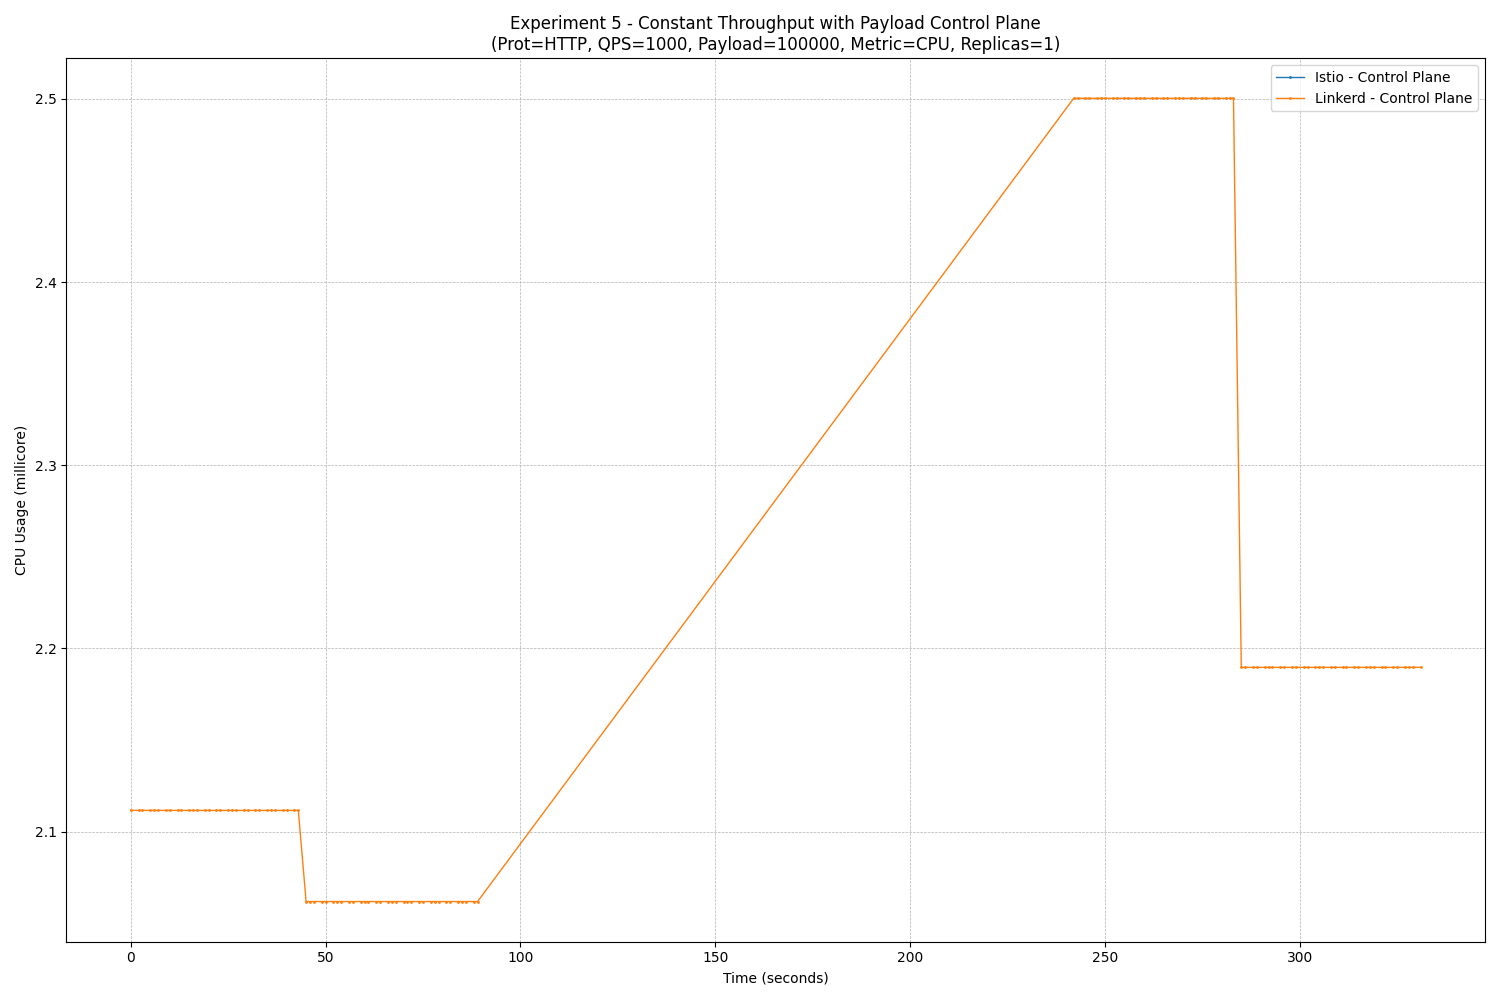 Experiment 5 - Constant Throughput with Payload Control Plane
(Prot=HTTP, QPS=1000, Payload=100000, Metric=CPU, Replicas=1)
Istio - Control Plane
Linkerd - Control Plane
CPU Usage (millicore)
2.5
2.4
2.3
2.2
2.1
0
50
100
150
200
250
300
Time (seconds)